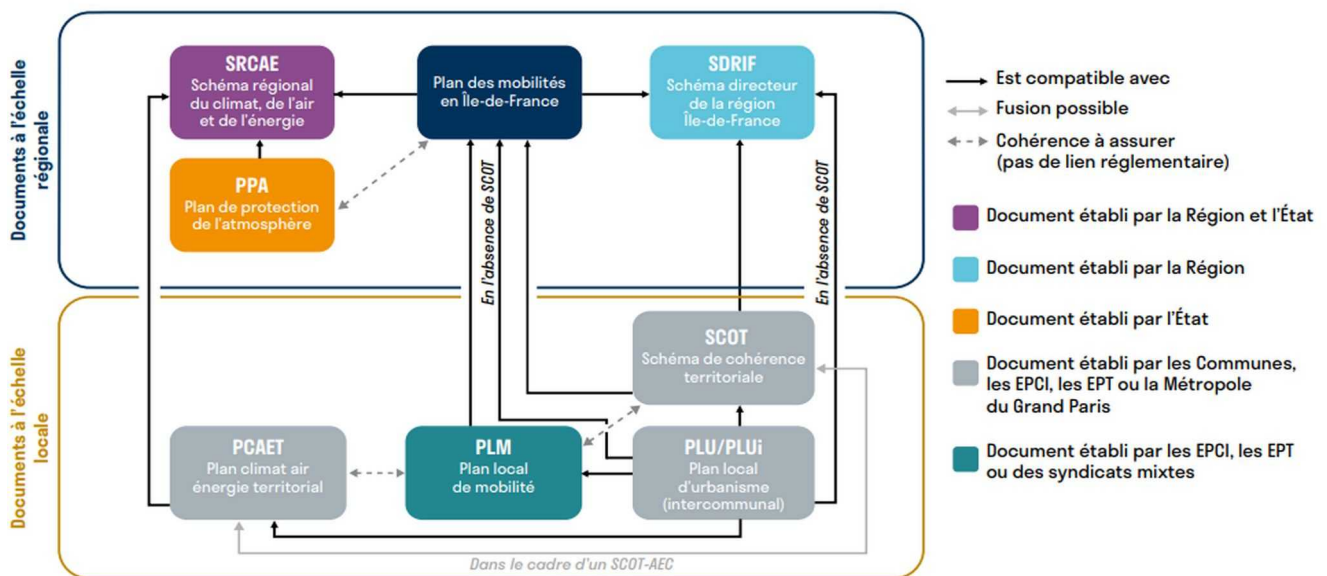 Documents à l'échelle
régionale
SRCAE
Schéma régional
du climat, de l'air
et de l'énergie
Plan des mobilités
en Île-de-France
SDRIF
Schéma directeur
de la région
Île-de-France
PPA
Plan de protection
de l'atmosphère
En l'absence de SCOT
En l'absence de SCOT
Documents à l'échelle
locale
SCOT
Schéma de cohérence
territoriale
PCAET
Plan climat air
énergie territorial
PLM
Plan local
de mobilité
PLU/PLUi
Plan local
d'urbanisme
(intercommunal)
Dans le cadre d'un SCOT-AEC
Est compatible avec
Fusion possible
Cohérence à assurer
(pas de lien réglementaire)
Document établi par la Région et l'État
Document établi par la Région
Document établi par l'État
Document établi par les Communes,
les EPCI, les EPT ou la Métropole
du Grand Paris
Document établi par les EPCI, les EPT
ou des syndicats mixtes